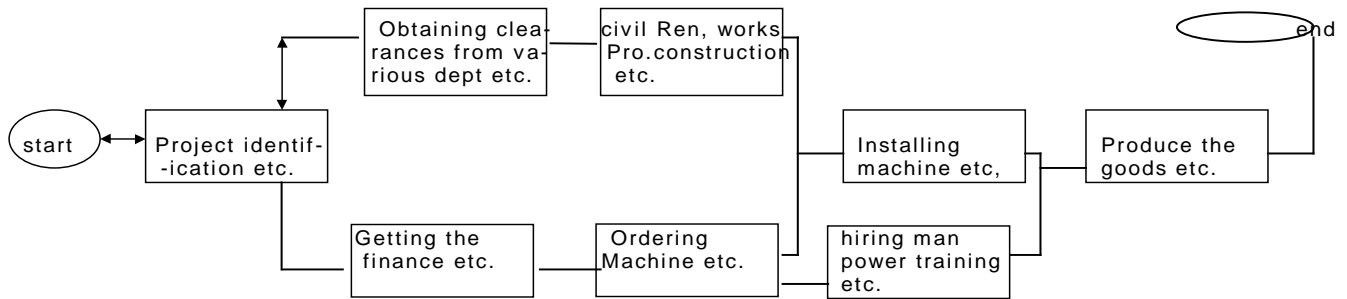 start
Project identif-
-ication etc.
Obtaining clea-
rances from va-
rious dept etc.
civil Ren, works
Pro.construction
etc.
Getting the
finance etc.
Ordering
Machine etc.
Installing
machine etc,
hiring man
power training
etc.
Produce the
goods etc.
end